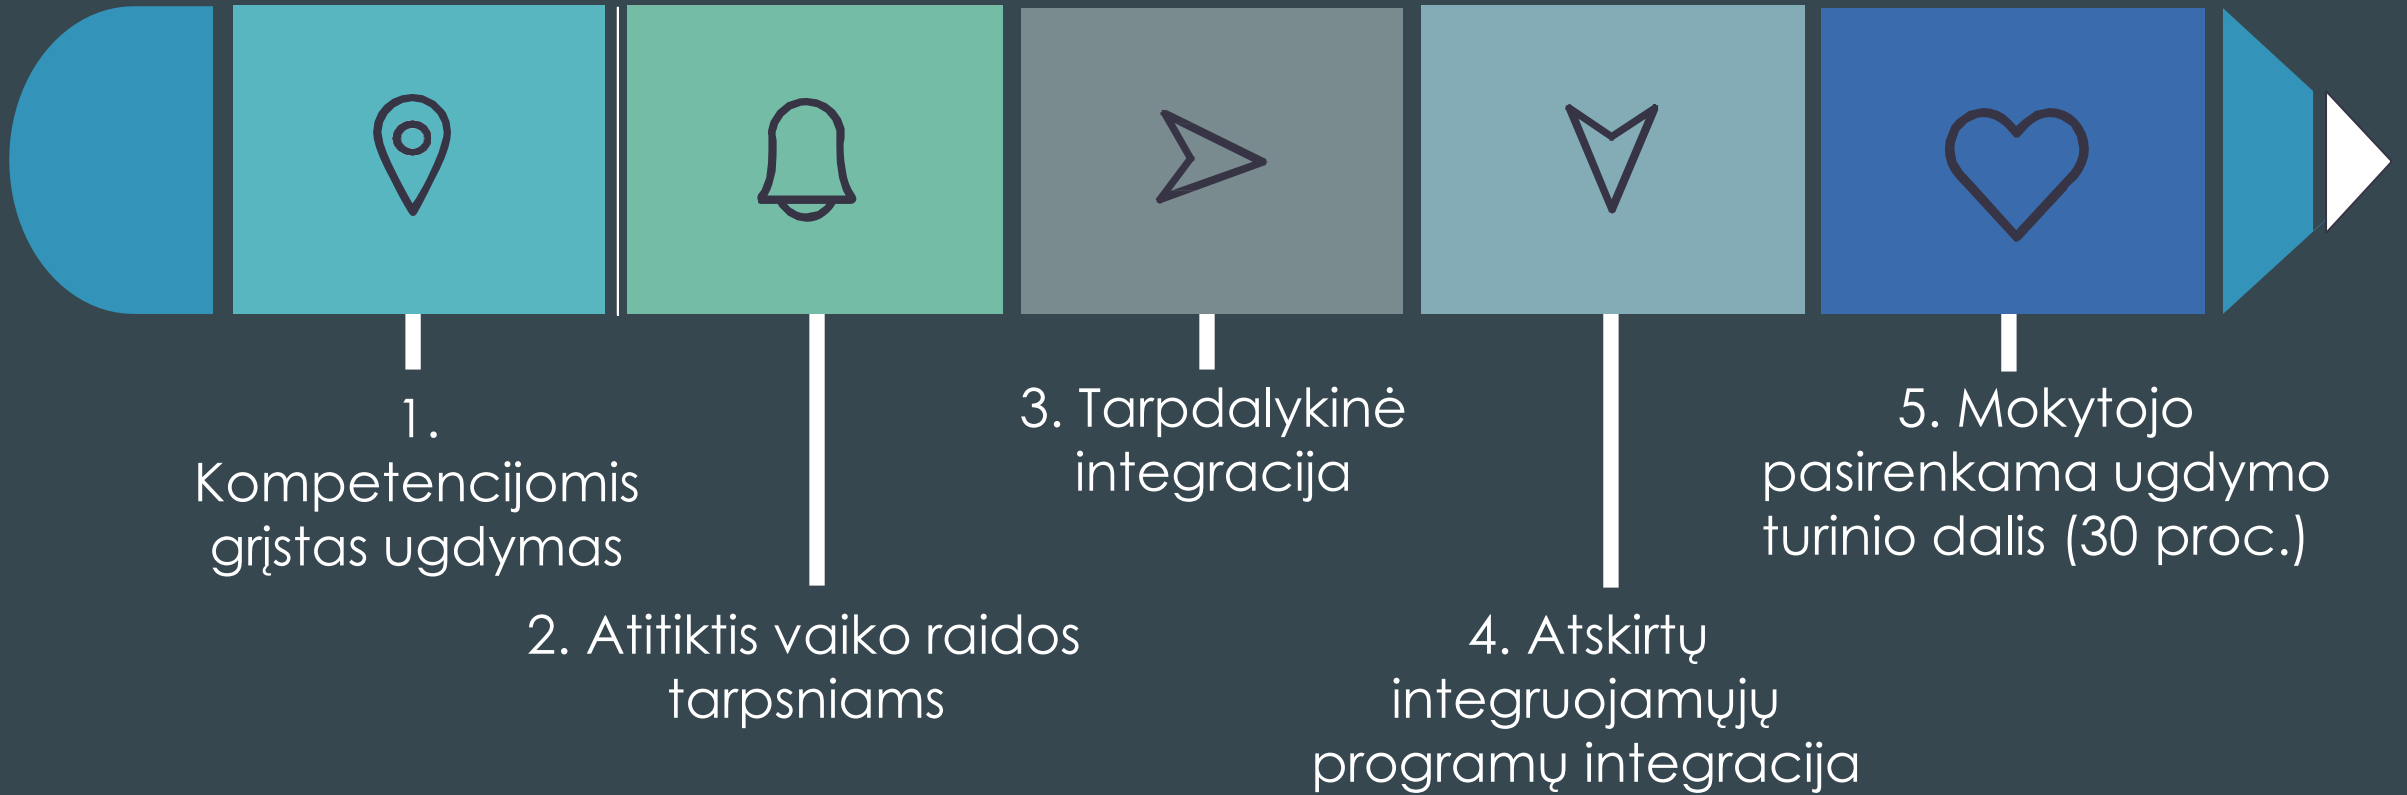 1.
Kompetencijomis
grįstas ugdymas
2. Atitiktis vaiko raidos
tarpsniams
3. Tarpdalykinė
integracija
4. Atskirtų
integruojamųjų
programų integracija
5. Mokytojo
pasirenkama ugdymo
turinio dalis (30 proc.)